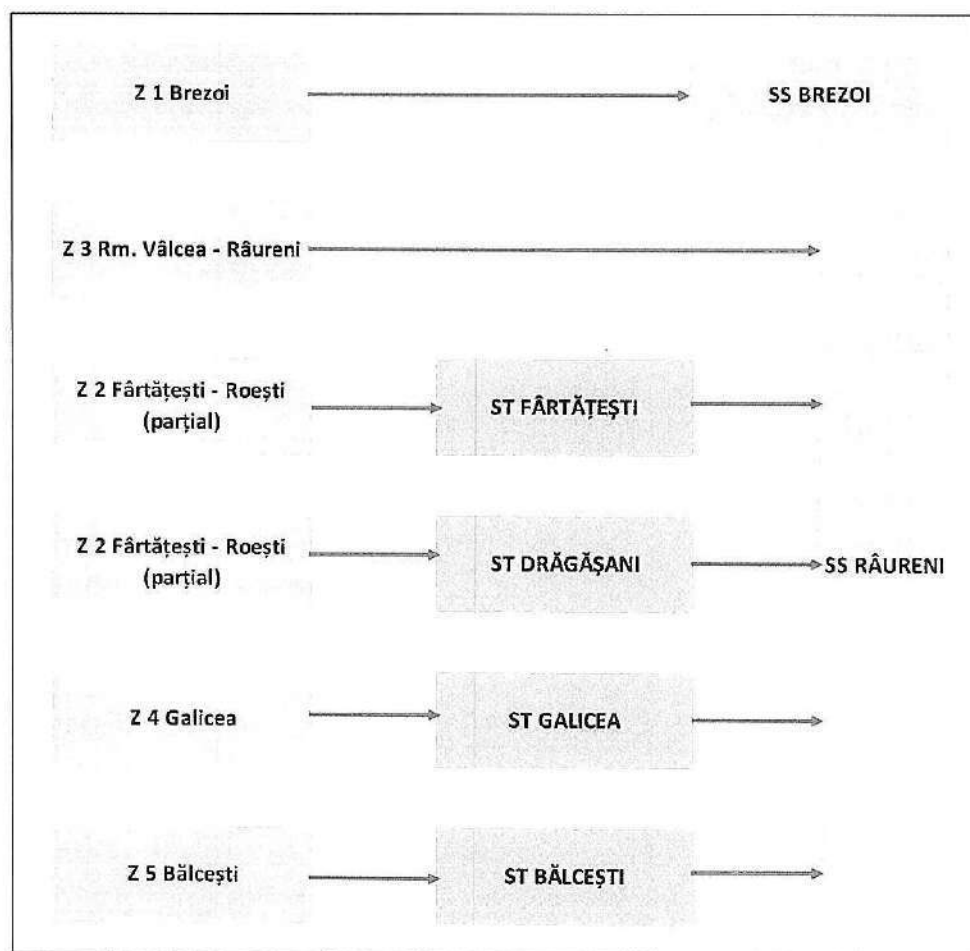 Z 1 Brezoi
SS BREZOI
Z 3 Rm. Vâlcea - Râureni
Z 2 Fârtățești - Roești
(parțial)
ST FÂRTĂȚEȘTI
Z 2 Fârtățești - Roești
(parțial)
ST DRĂGĂȘANI
SS RÂURENI
Z 4 Galicea
ST GALICEA
Z 5 Bălcești
ST BĂLCEȘTI